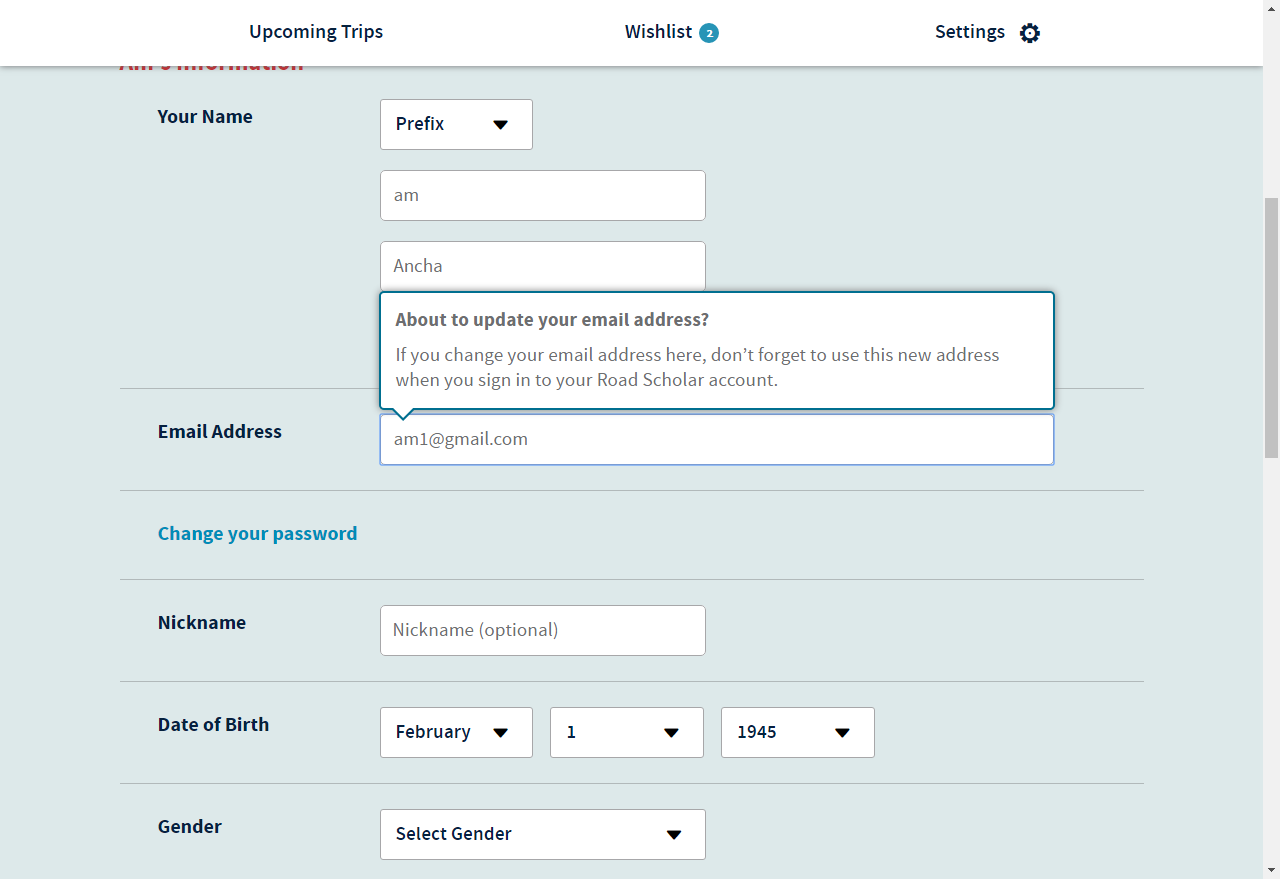 Upcoming Trips
Wishlist 2
Settings
Am's Information
Your Name
Prefix
am
Ancha
About to update your email address?
If you change your email address here, don’t forget to use this new address
when you sign in to your Road Scholar account.
Email Address
am1@gmail.com
Change your password
Nickname
Nickname (optional)
Date of Birth
February
1
1945
Gender
Select Gender